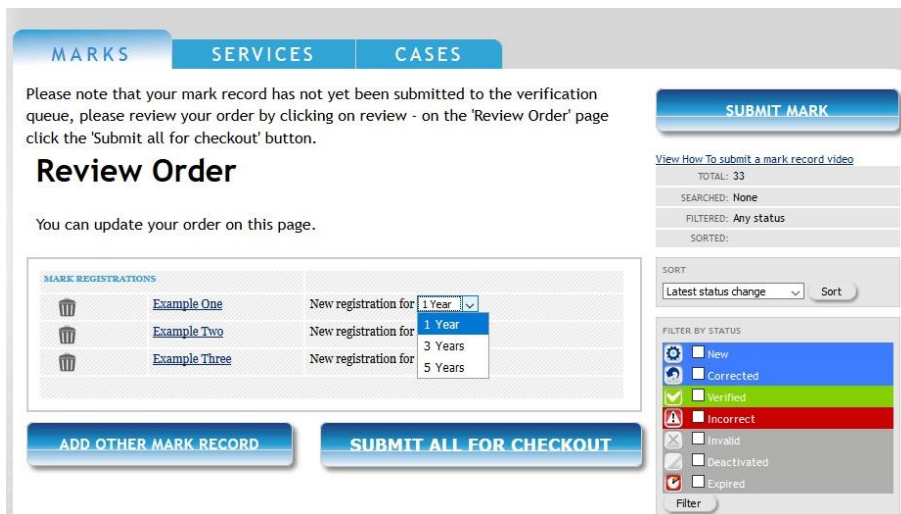 MARKS SERVICES CASES
Please note that your mark record has not yet been submitted to the verification
queue, please review your order by clicking on review - on the 'Review Order' page
click the 'Submit all for checkout' button.
Review Order
You can update your order on this page.
MARK REGISTRATIONS
Example One New registration for 1 Year
Example Two New registration for
Example Three New registration for
1 Year
3 Years
5 Years
ADD OTHER MARK RECORD
SUBMIT ALL FOR CHECKOUT
SUBMIT MARK
View How To submit a mark record video
TOTAL: 33
SEARCHED: None
FILTERED: Any status
SORTED:
SORT
Latest status change Sort
FILTER BY STATUS
New
Corrected
Verified
Incorrect
Invalid
Deactivated
Expired
Filter